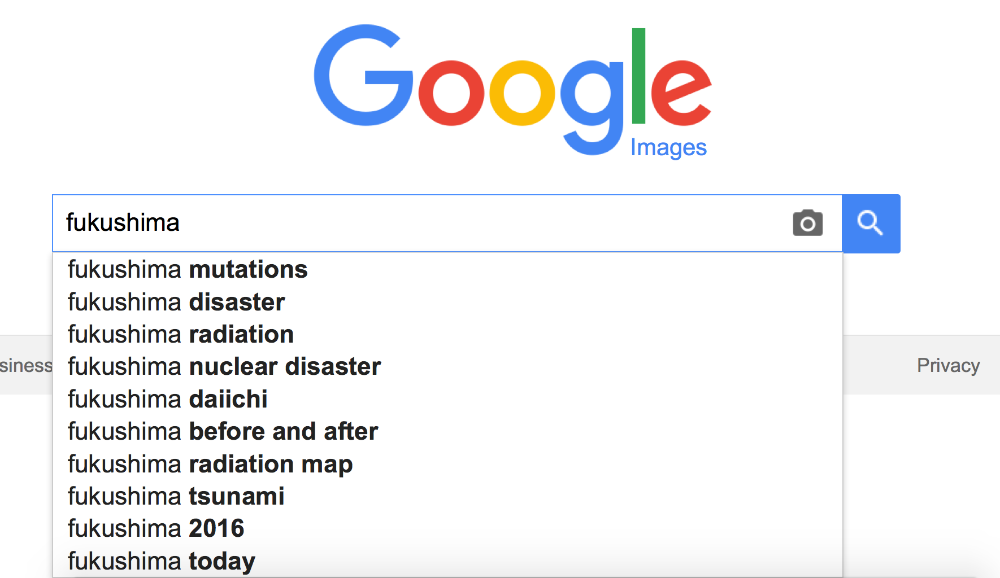 Google
Images
fukushima
fukushima mutations
fukushima disaster
fukushima radiation
fukushima nuclear disaster
siness
Privacy
fukushima daiichi
fukushima before and after
fukushima radiation map
fukushima tsunami
fukushima 2016
fukushima today